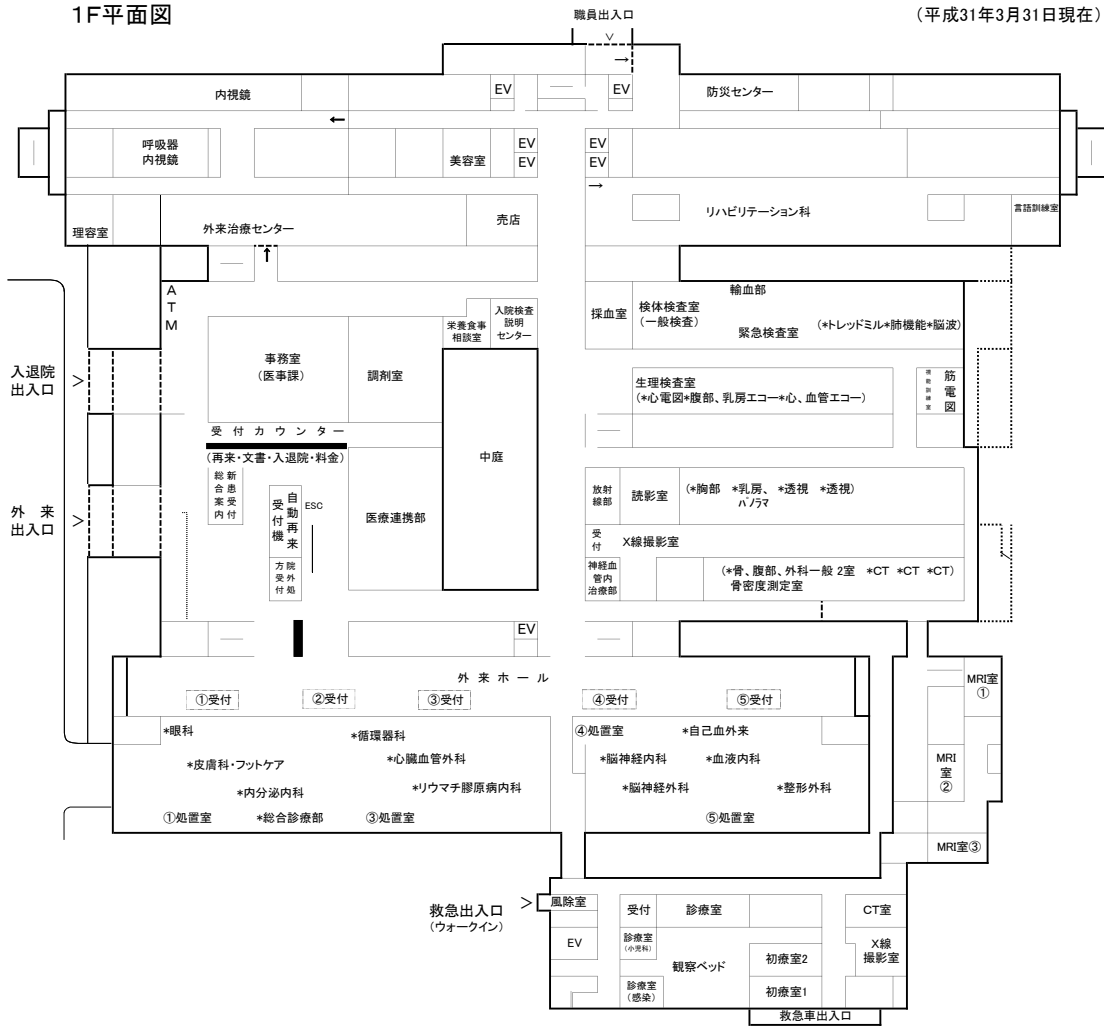 1F平面図
(平成31年3月31日現在)
職員出入口
内視鏡
EV
EV
防災センター
呼吸器
内視鏡
美容室
EV
EV
EV
EV
理容室
外来治療センター
売店
リハビリテーション科
言語訓練室
ATM
栄養食事
相談室
入院検査
説明
センター
採血室
検体検査室
(一般検査)
輸血部
緊急検査室
(*トレッドミル*肺機能*脳波)
入退院
出入口
事務室
(医事課)
調剤室
生理検査室
(*心電図*腹部、乳房エコー*心、血管エコー)
視能訓練室
筋電図
受付カウンター
(再来・文書・入退院・料金)
中庭
外来
出入口
総合案内
新患受付
自動再来
受付機
ESC
医療連携部
放射
線部
読影室
(*胸部 *乳房、 *透視 *透視)
パノラマ
受付
X線撮影室
院外処
方受付
神経血
管内
治療部
(*骨、腹部、外科一般 2室 *CT *CT *CT)
骨密度測定室
EV
外来ホール
①受付
②受付
③受付
④受付
⑤受付
MRI室
①
*眼科
*循環器科
④処置室
*自己血外来
*皮膚科・フットケア
*心臓血管外科
*脳神経内科
*血液内科
MRI
室
②
*内分泌内科
*リウマチ膠原病内科
*脳神経外科
*整形外科
①処置室
*総合診療部
③処置室
⑤処置室
MRI室③
救急出入口
(ウォークイン)
風除室
受付
診療室
CT室
EV
診療室
(小児科)
観察ベッド
初療室2
X線
撮影室
診療室
(感染)
初療室1
救急車出入口